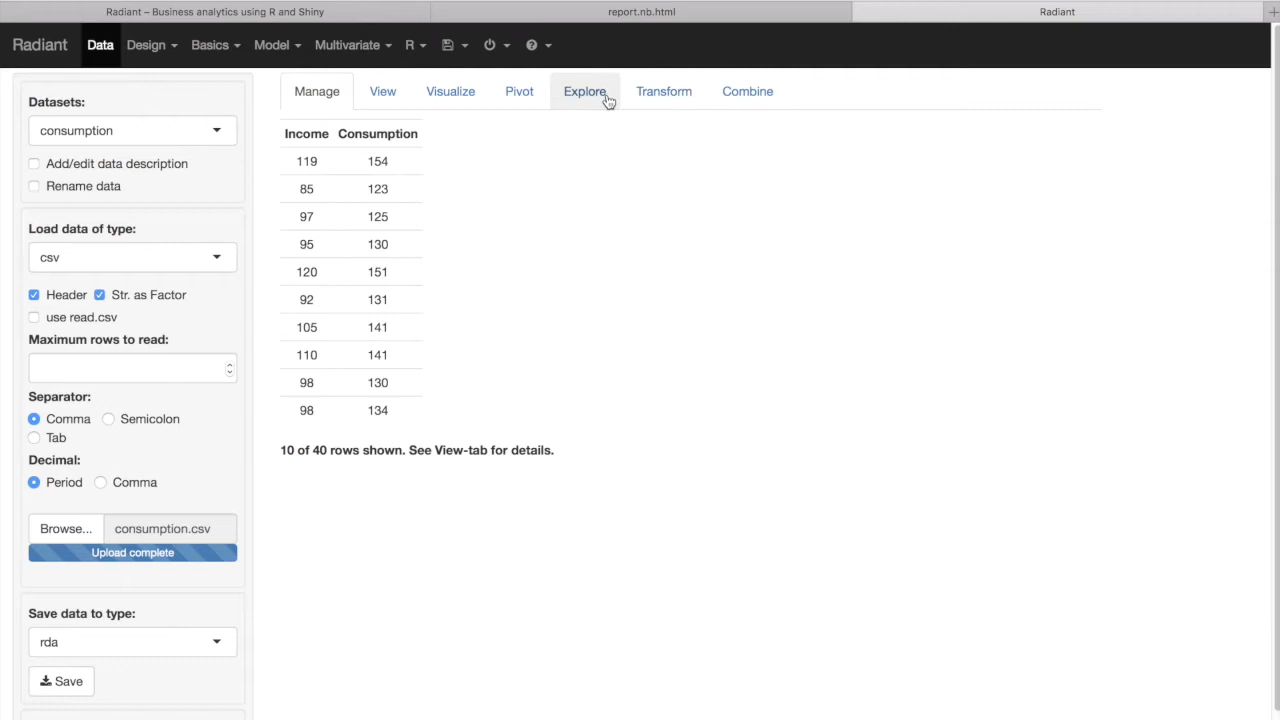 Radiant – Business analytics using R and Shiny report.nb.html Radiant +
Radiant Data Design Basics Model Multivariate R
Manage View Visualize Pivot Explore Transform Combine
Datasets:
consumption
Add/edit data description
Rename data
Load data of type:
csv
Header Str. as Factor
use read.csv
Maximum rows to read:
Separator:
Comma Semicolon
Tab
Decimal:
Period Comma
Browse... consumption.csv
Upload complete
Save data to type:
rda
Save
Income Consumption
119 154
85 123
97 125
95 130
120 151
92 131
105 141
110 141
98 130
98 134
10 of 40 rows shown. See View-tab for details.